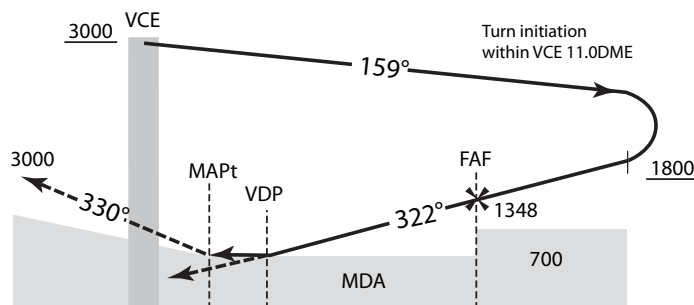 VCE
3000
Turn initiation
within VCE 11.0DME
159°
3000
MAPt
VDP
FAF
1800
330°
322°
1348
700
MDA